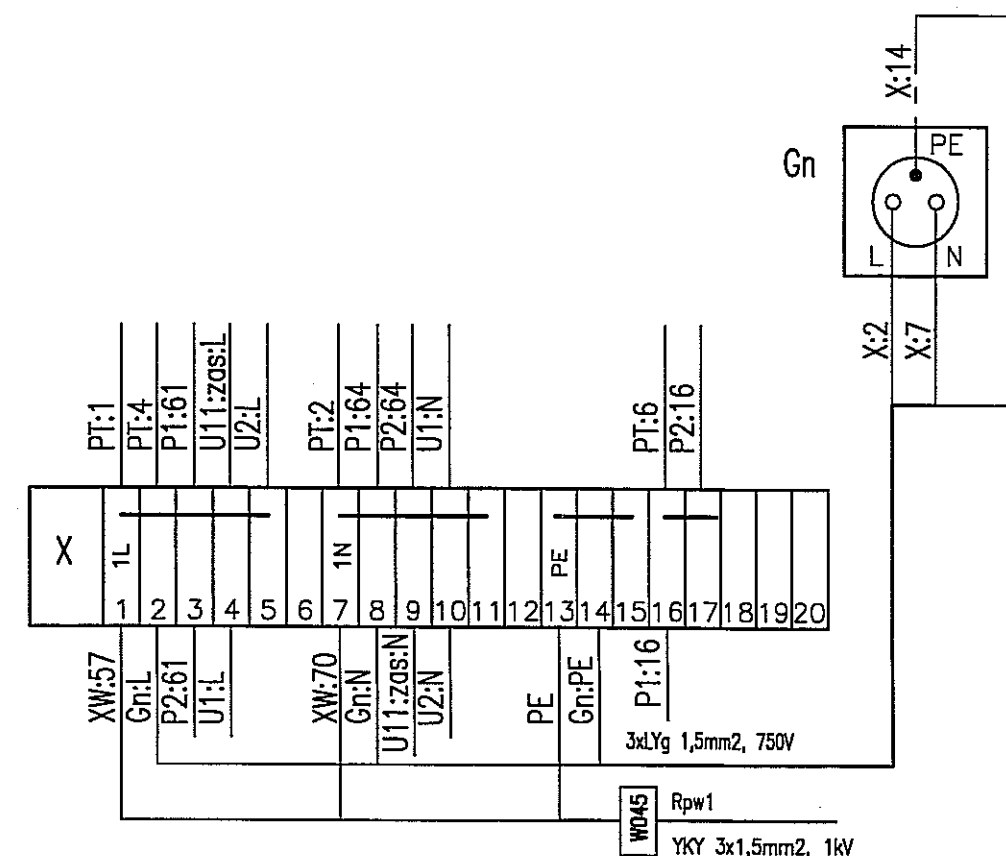 X:14
Gn
PE
L
N
X:2
X:7
PT:1
PT:4
P1:61
U11:zas:L
U2:L
PT:2
P1:64
P2:64
U1:N
PT:6
P2:16
X
1L
1N
PE
1 2 3 4 5 6 7 8 9 10 11 12 13 14 15 16 17 18 19 20
XW:57
Gn:L
P2:61
U1:L
XW:70
Gn:N
U11:zas:N
U2:N
PE
Gn:PE
P1:16
3xLYg 1,5mm2, 750V
W045
Rpw1
YKY 3x1,5mm2, 1kV